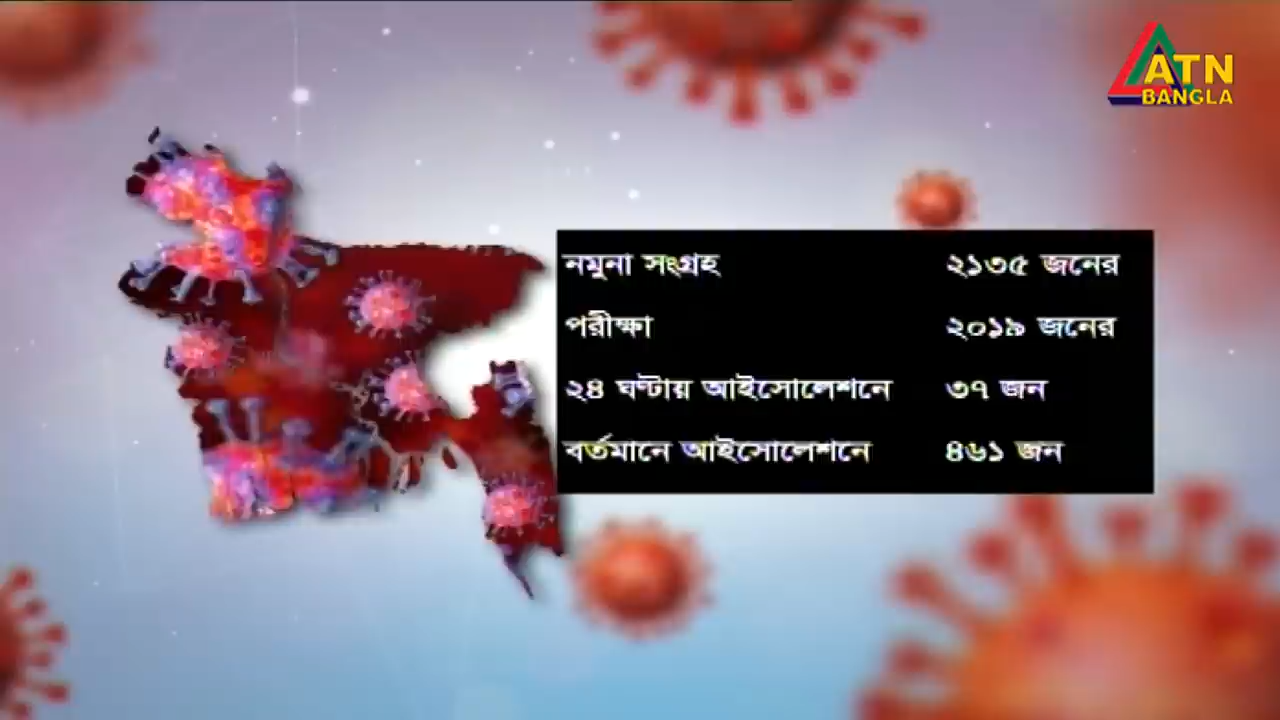 ATN
BANGLA
নমুনা সংগ্রহ ২১৩৫ জনের
পরীক্ষা ২০১৯ জনের
২৪ ঘণ্টায় আইসোলেশনে ৩৭ জন
বর্তমানে আইসোলেশনে ৪৬১ জন